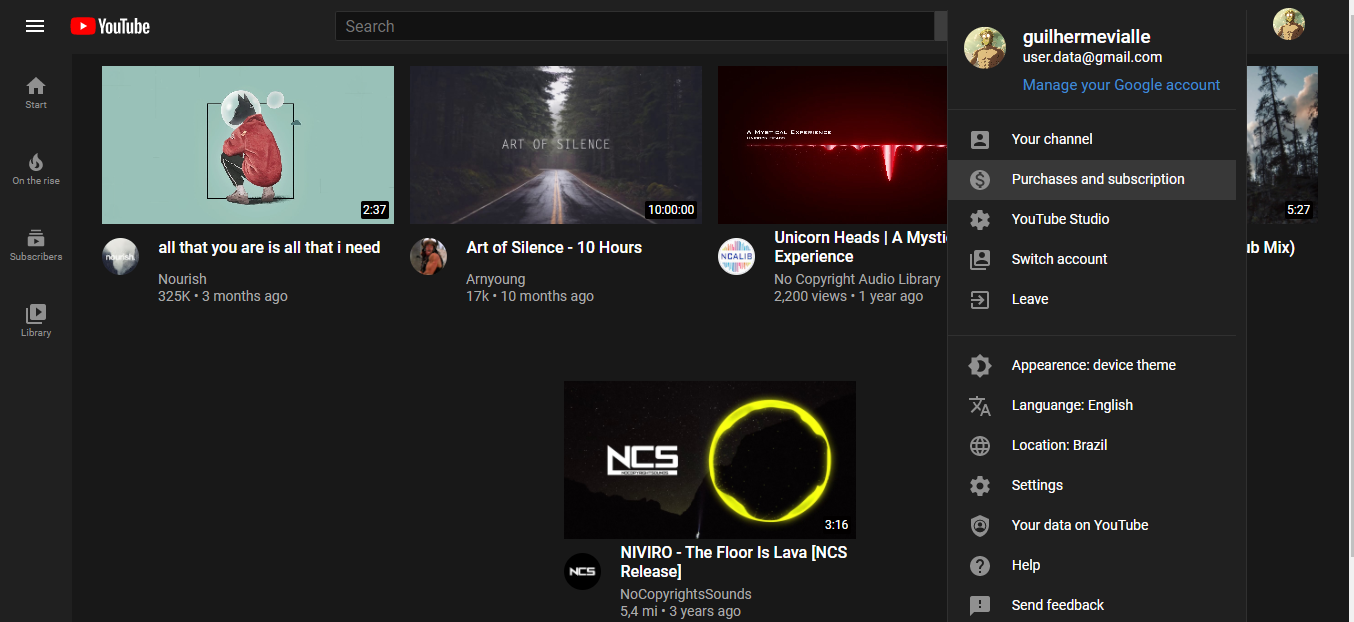 YouTube
Search
Start
On the rise
Subscribers
Library
2:37
nourish
all that you are is all that i need
Nourish
325K • 3 months ago
ART OF SILENCE
10:00:00
Art of Silence - 10 Hours
Arnyoung
17k • 10 months ago
A Mystical Experience
NCALIB
Unicorn Heads | A Mysti
Experience
No Copyright Audio Library
2,200 views • 1 year ago
5:27
ub Mix)
NCS
NOCOPYRIGHTSOUNDS
3:16
NCS
NIVIRO - The Floor Is Lava [NCS
Release]
NoCopyrightsSounds
5,4 mi • 3 years ago
guilhermevialle
user.data@gmail.com
Manage your Google account
Your channel
Purchases and subscription
YouTube Studio
Switch account
Leave
Appearence: device theme
Languange: English
Location: Brazil
Settings
Your data on YouTube
Help
Send feedback